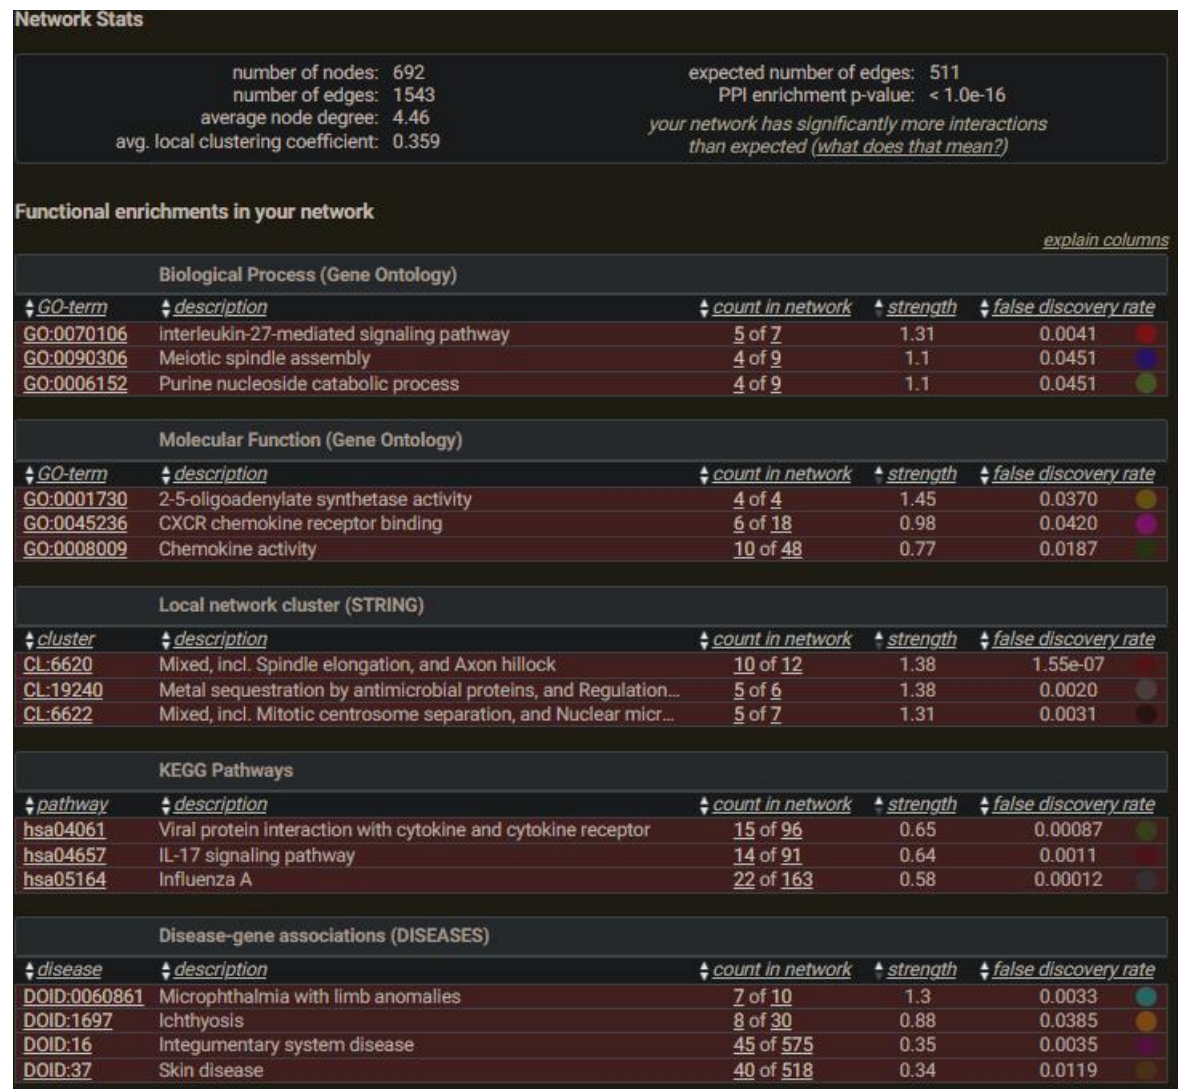 Network Stats
number of nodes: 692
number of edges: 1543
average node degree: 4.46
avg. local clustering coefficient: 0.359
expected number of edges: 511
PPI enrichment p-value: < 1.0e-16
your network has significantly more interactions
than expected (what does that mean?)
Functional enrichments in your network
explain columns
Biological Process (Gene Ontology)
GO-term description count in network strength false discovery rate
GO:0070106 interleukin-27-mediated signaling pathway 5 of 7 1.31 0.0041
GO:0090306 Meiotic spindle assembly 4 of 9 1.1 0.0451
GO:0006152 Purine nucleoside catabolic process 4 of 9 1.1 0.0451
Molecular Function (Gene Ontology)
GO-term description count in network strength false discovery rate
GO:0001730 2-5-oligoadenylate synthetase activity 4 of 4 1.45 0.0370
GO:0045236 CXCR chemokine receptor binding 6 of 18 0.98 0.0420
GO:0008009 Chemokine activity 10 of 48 0.77 0.0187
Local network cluster (STRING)
cluster description count in network strength false discovery rate
CL:6620 Mixed, incl. Spindle elongation, and Axon hillock 10 of 12 1.38 1.55e-07
CL:19240 Metal sequestration by antimicrobial proteins, and Regulation... 5 of 6 1.38 0.0020
CL:6622 Mixed, incl. Mitotic centrosome separation, and Nuclear micr... 5 of 7 1.31 0.0031
KEGG Pathways
pathway description count in network strength false discovery rate
hsa04061 Viral protein interaction with cytokine and cytokine receptor 15 of 96 0.65 0.00087
hsa04657 IL-17 signaling pathway 14 of 91 0.64 0.0011
hsa05164 Influenza A 22 of 163 0.58 0.00012
Disease-gene associations (DISEASES)
disease description count in network strength false discovery rate
DOID:0060861 Microphthalmia with limb anomalies 7 of 10 1.3 0.0033
DOID:1697 Ichthyosis 8 of 30 0.88 0.0385
DOID:16 Integumentary system disease 45 of 575 0.35 0.0035
DOID:37 Skin disease 40 of 518 0.34 0.0119